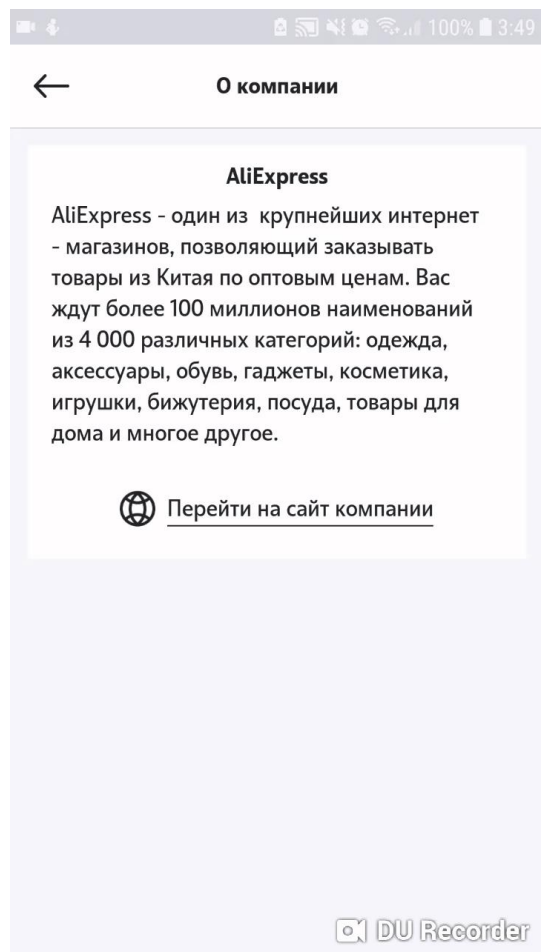 100% 3:49
О компании
AliExpress
AliExpress - один из  крупнейших интернет
- магазинов, позволяющий заказывать
товары из Китая по оптовым ценам. Вас
ждут более 100 миллионов наименований
из 4 000 различных категорий: одежда,
аксессуары, обувь, гаджеты, косметика,
игрушки, бижутерия, посуда, товары для
дома и многое другое.
Перейти на сайт компании
DU Recorder